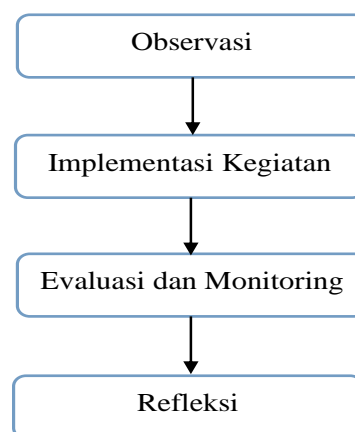 Observasi
Implementasi Kegiatan
Evaluasi dan Monitoring
Refleksi